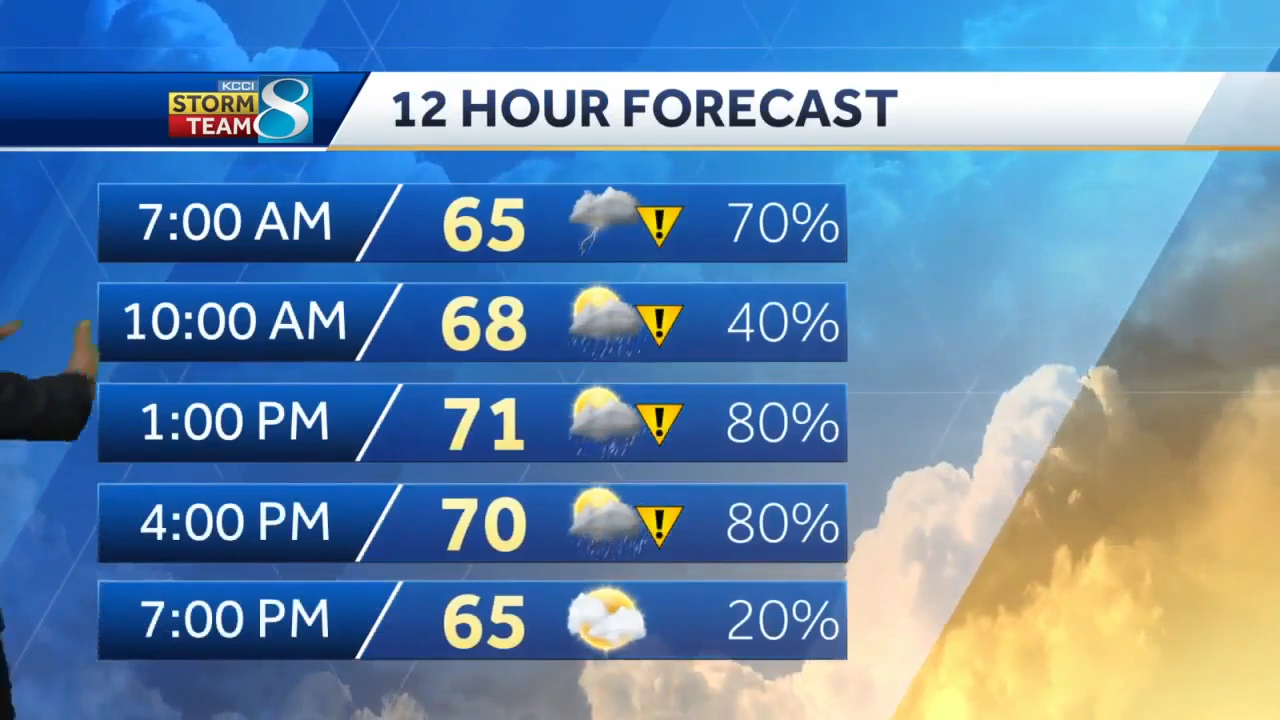 KCCI
STORM
TEAM 8
12 HOUR FORECAST
7:00 AM 65 ! 70%
10:00 AM 68 ! 40%
1:00 PM 71 ! 80%
4:00 PM 70 ! 80%
7:00 PM 65 20%